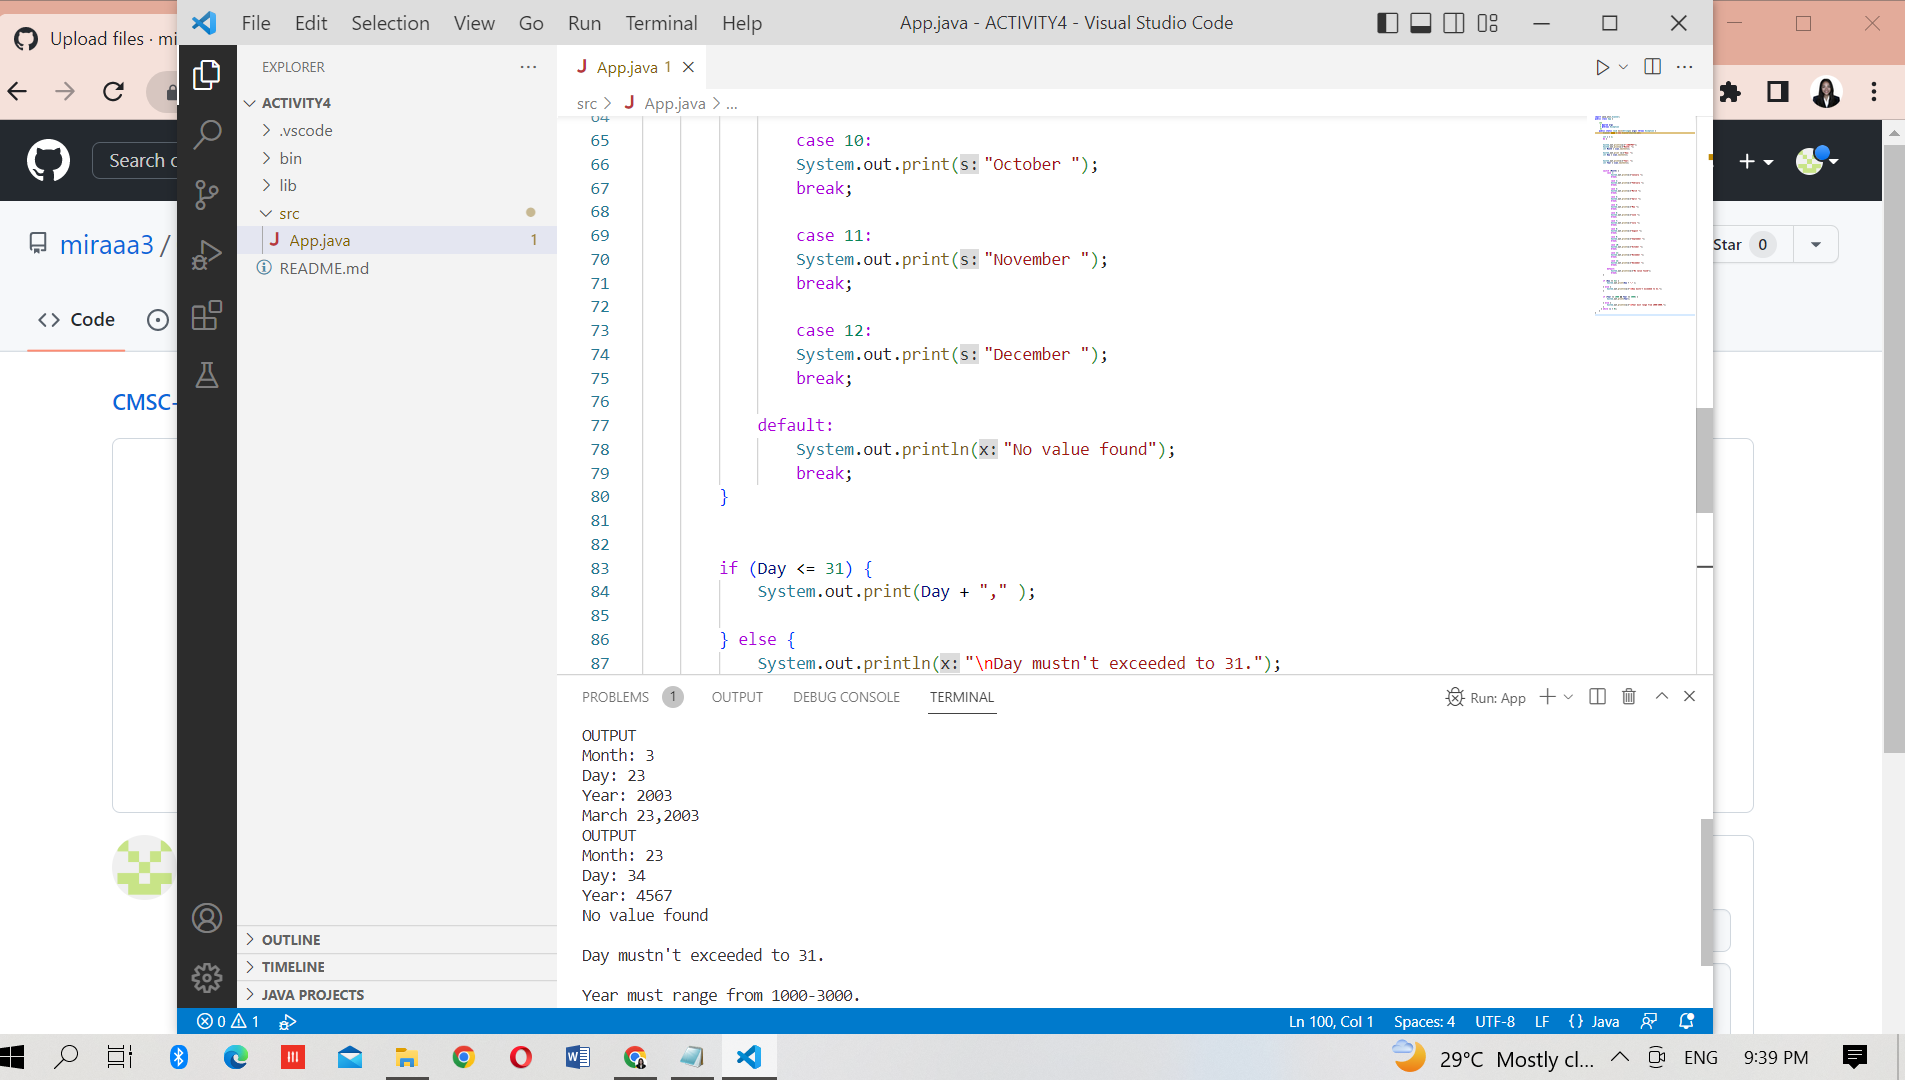 Upload files · mi
File Edit Selection View Go Run Terminal Help
App.java - ACTIVITY4 - Visual Studio Code
Search o
miraaa3 /
Code
CMSC-
Star 0
EXPLORER
ACTIVITY4
.vscode
bin
lib
src
J App.java 1
README.md
OUTLINE
TIMELINE
JAVA PROJECTS
J App.java 1
src > J App.java > ...
64
65 case 10:
66 System.out.print(s: "October ");
67 break;
68
69 case 11:
70 System.out.print(s: "November ");
71 break;
72
73 case 12:
74 System.out.print(s: "December ");
75 break;
76
77 default:
78 System.out.println(x: "No value found");
79 break;
80 }
81
82
83 if (Day <= 31) {
84 System.out.print(Day + "," );
85
86 } else {
87 System.out.println(x: "\nDay mustn't exceeded to 31.");
PROBLEMS 1 OUTPUT DEBUG CONSOLE TERMINAL
Run: App
OUTPUT
Month: 3
Day: 23
Year: 2003
March 23,2003
OUTPUT
Month: 23
Day: 34
Year: 4567
No value found
Day mustn't exceeded to 31.
Year must range from 1000-3000.
0 1
Ln 100, Col 1 Spaces: 4 UTF-8 LF {} Java
29°C Mostly cl... ENG 9:39 PM